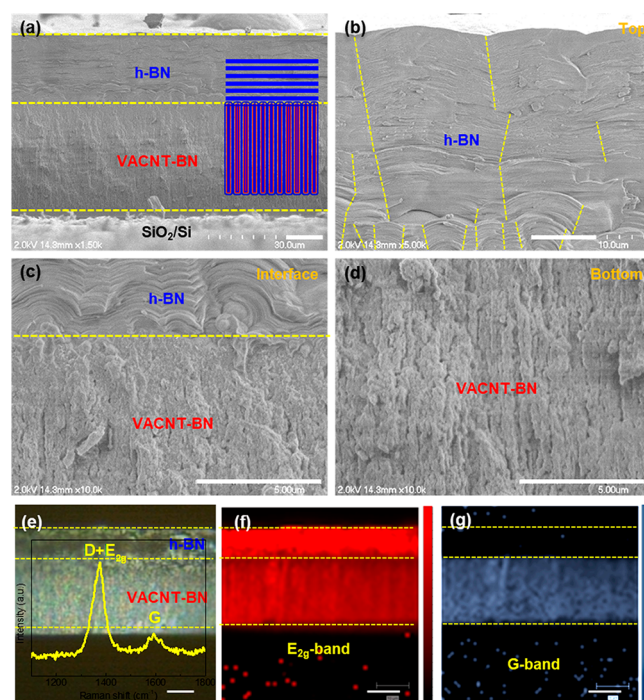 (a)
h-BN
VACNT-BN
SiO2/Si
2.0kV 14.3mm x1.50k
30.0um
(b)
Top
h-BN
2.0kV 14.3mm x5.00k
10.0um
(c)
Interface
h-BN
VACNT-BN
2.0kV 14.3mm x10.0k
5.00um
(d)
Bottom
VACNT-BN
2.0kV 14.3mm x10.0k
5.00um
(e)
h-BN
D+E2g
VACNT-BN
G
Intensity (a.u.)
1200 1400 1600 1800
Raman shift (cm-1)
(f)
E2g-band
(g)
G-band